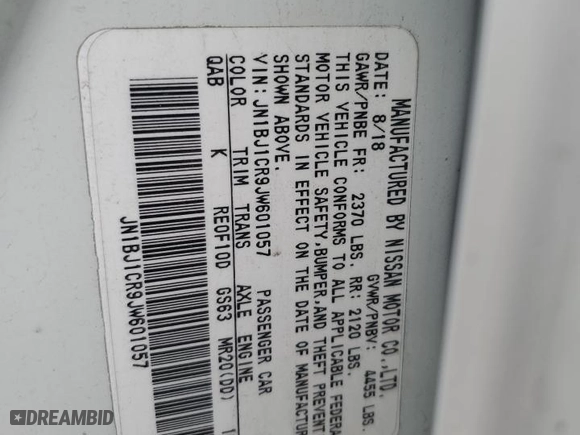 MANUFACTURED BY NISSAN MOTOR CO.,LTD.
DATE: 8/18 GVWR/PNBV: 4455 LBS.
GAWR/PNBE FR: 2370 LBS. RR: 2120 LBS.
THIS VEHICLE CONFORMS TO ALL APPLICABLE
MOTOR VEHICLE SAFETY,BUMPER,AND THEFT
STANDARDS IN EFFECT ON THE DATE OF
SHOWN ABOVE.
VIN: JN1BJ1CR9JW601057 PASSENGER CAR
COLOR TRIM TRANS AXLE ENGINE
QAB K RE0F10D GS63 MR20(DD)
JN1BJ1CR9JW601057
DREAMBID